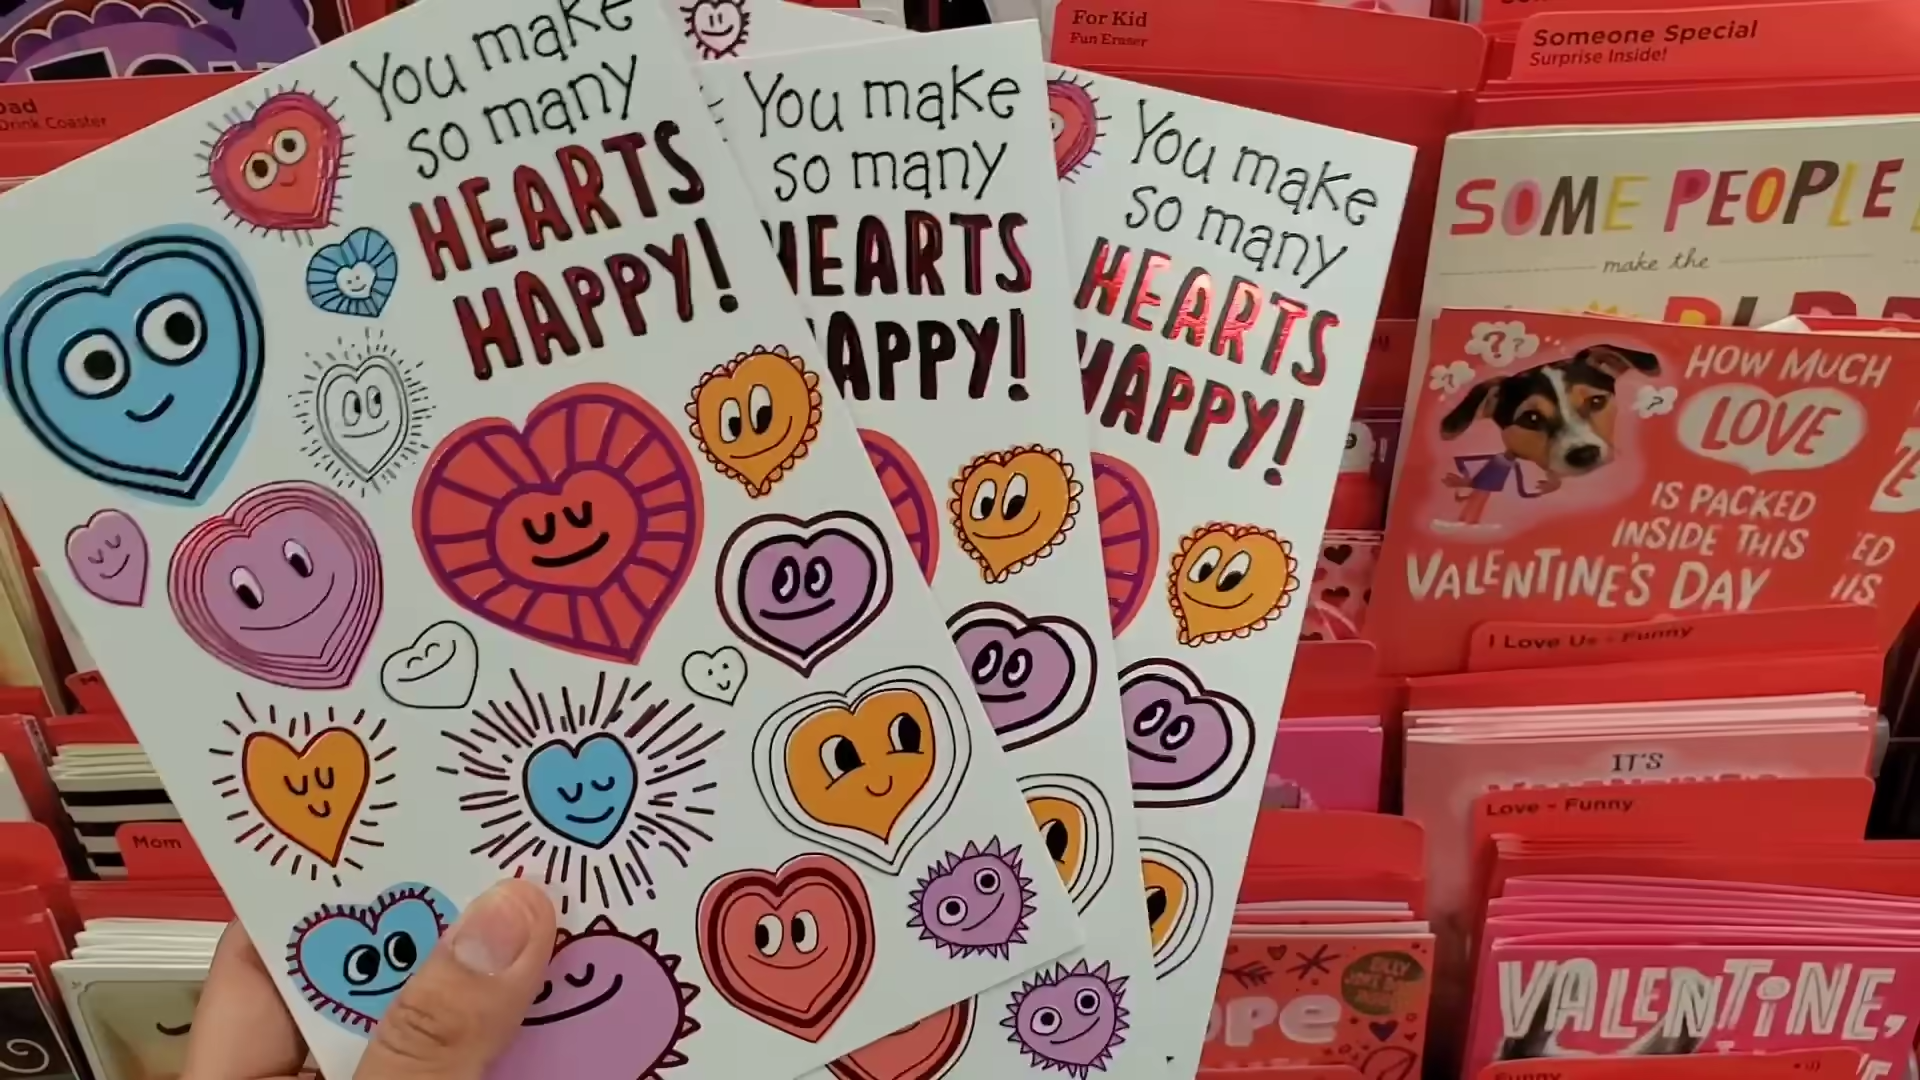 You make
so many
HEARTS
HAPPY!
You make
so many
HEARTS
HAPPY!
You make
so many
HEARTS
HAPPY!
For Kid
Fun Eraser
Someone Special
Surprise Inside!
Drink Coaster
SOME PEOPLE
make the
HOW MUCH
LOVE
IS PACKED
INSIDE THIS
VALENTINE'S DAY
I Love Us - Funny
IT'S
Love - Funny
Mom
VALENTINE,
Funny